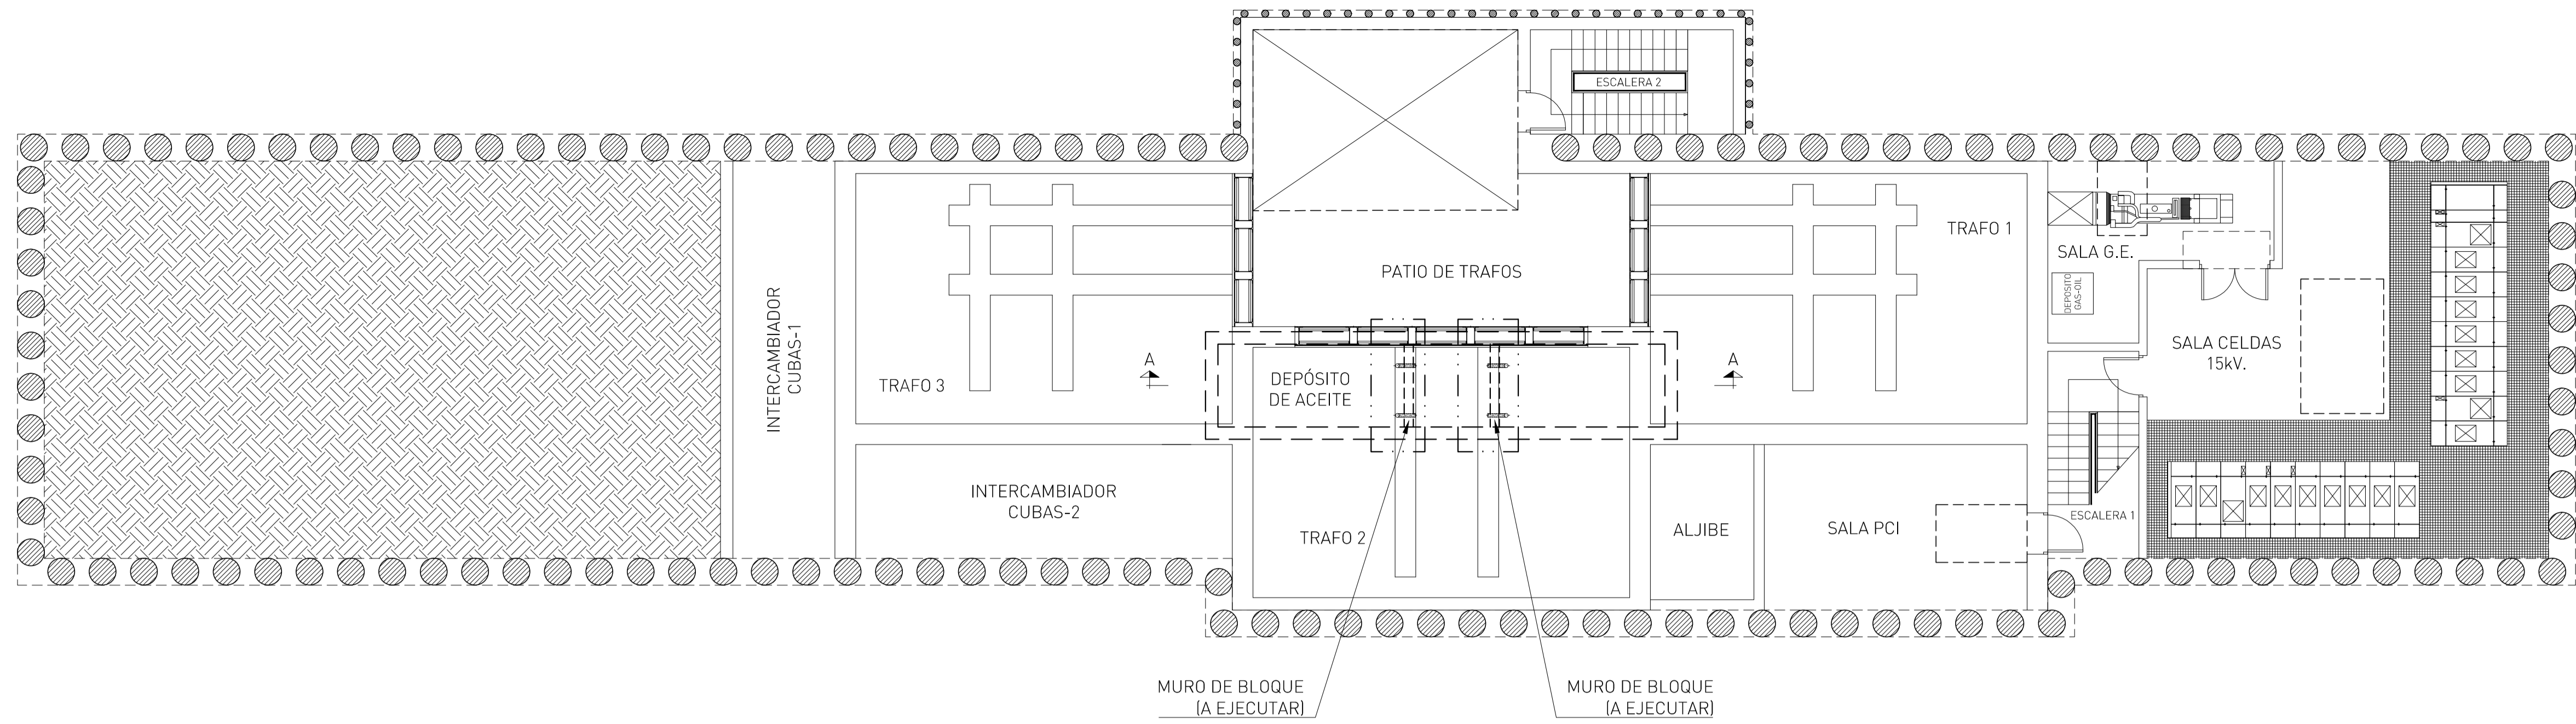 ESCALERA 2
TRAFO 1
SALA G.E.
PATIO DE TRAFOS
DEPOSITO
GAS-OIL
INTERCAMBIADOR
CUBAS-1
SALA CELDAS
15kV.
A
A
TRAFO 3
DEPÓSITO
DE ACEITE
INTERCAMBIADOR
CUBAS-2
ESCALERA 1
TRAFO 2
ALJIBE
SALA PCI
MURO DE BLOQUE
(A EJECUTAR)
MURO DE BLOQUE
(A EJECUTAR)